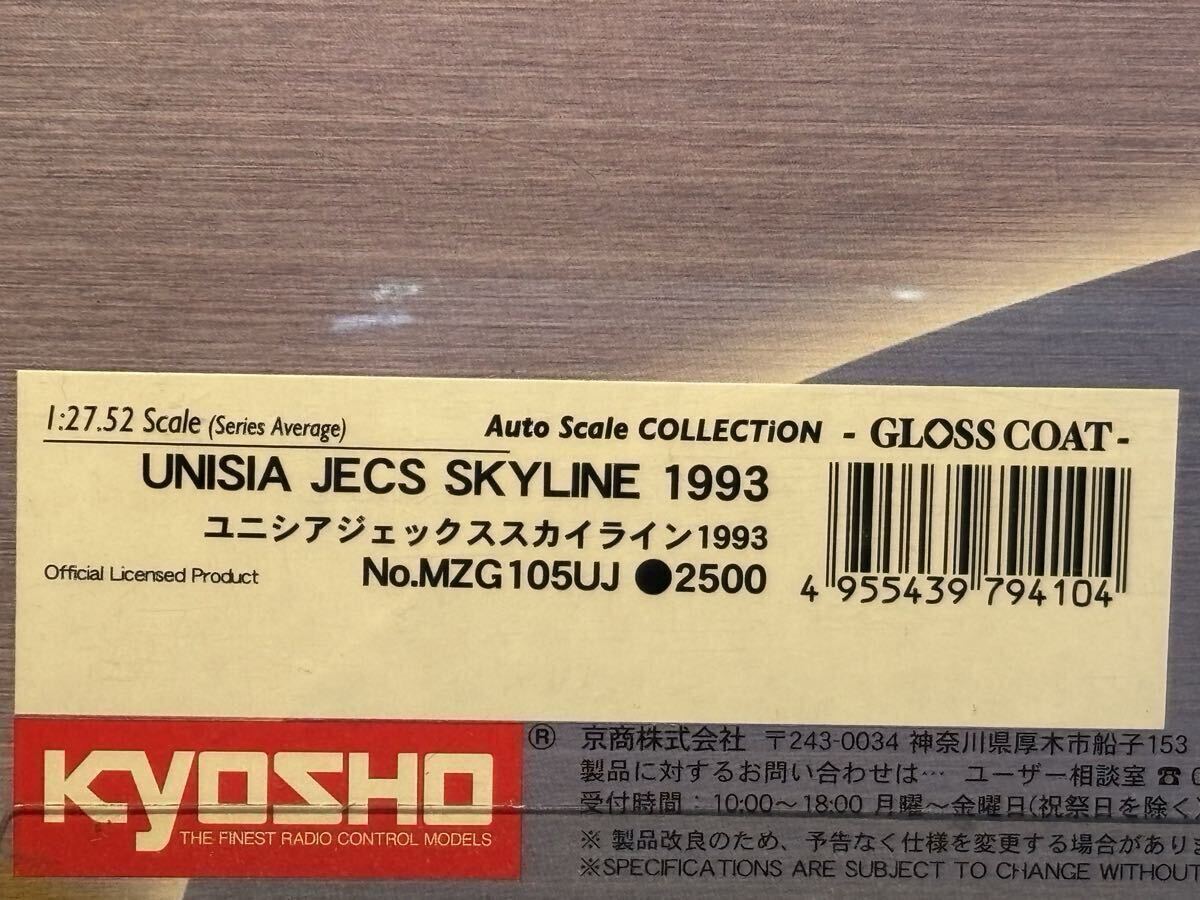 1:27.52 Scale (Series Average)
Auto Scale COLLECTiON - GLOSS COAT -
UNISIA JECS SKYLINE 1993
ユニシアジェックススカイライン1993
Official Licensed Product
No.MZG105UJ ●2500
4 955439 794104
KYOSHO
THE FINEST RADIO CONTROL MODELS
® 京商株式会社 〒243-0034 神奈川県厚木市船子153
製品に対するお問い合わせは… ユーザー相談室 ☎
受付時間：10:00～18:00 月曜～金曜日(祝祭日を除く
※ 製品改良のため、予告なく仕様を変更する場合があり
※SPECIFICATIONS ARE SUBJECT TO CHANGE WITHOUT